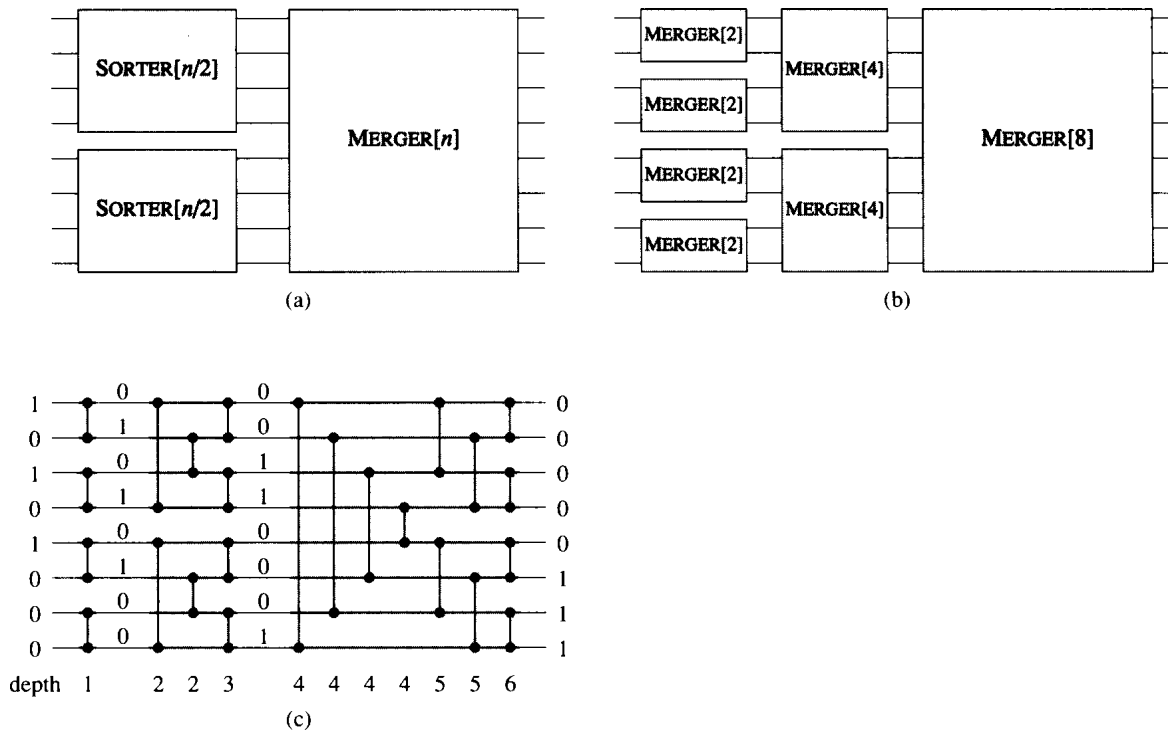 SORTER[n/2]
SORTER[n/2]
MERGER[n]
(a)
MERGER[2]
MERGER[2]
MERGER[2]
MERGER[2]
MERGER[4]
MERGER[4]
MERGER[8]
(b)
1 0 0 0
0 1 0 0
1 0 1 0
0 1 1 0
1 0 0 0
0 1 0 1
0 0 0 1
0 0 1 1
depth 1 2 2 3 4 4 4 4 5 5 6
(c)